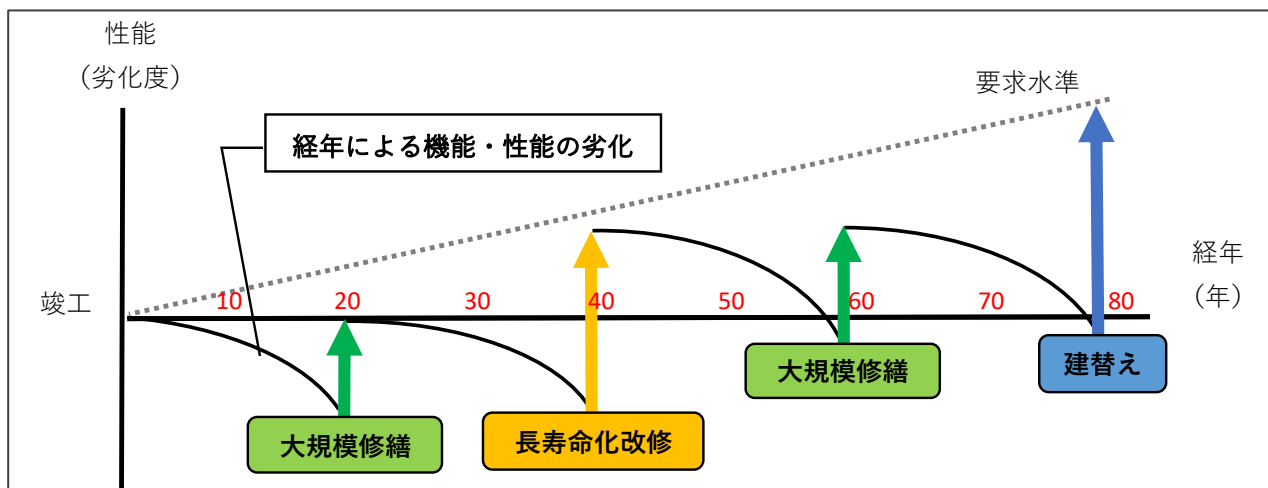 性能
（劣化度）
要求水準
経年による機能・性能の劣化
経年
（年）
竣工
10
20
30
40
50
60
70
80
大規模修繕
長寿命化改修
大規模修繕
建替え